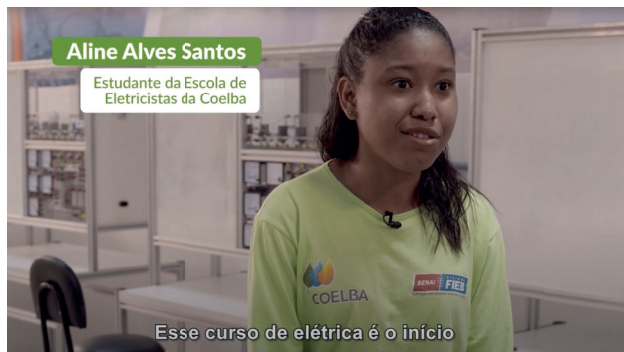 Aline Alves Santos
Estudante da Escola de
Eletricistas da Coelba
COELBA
SENAI
FIEB
Esse curso de elétrica é o início